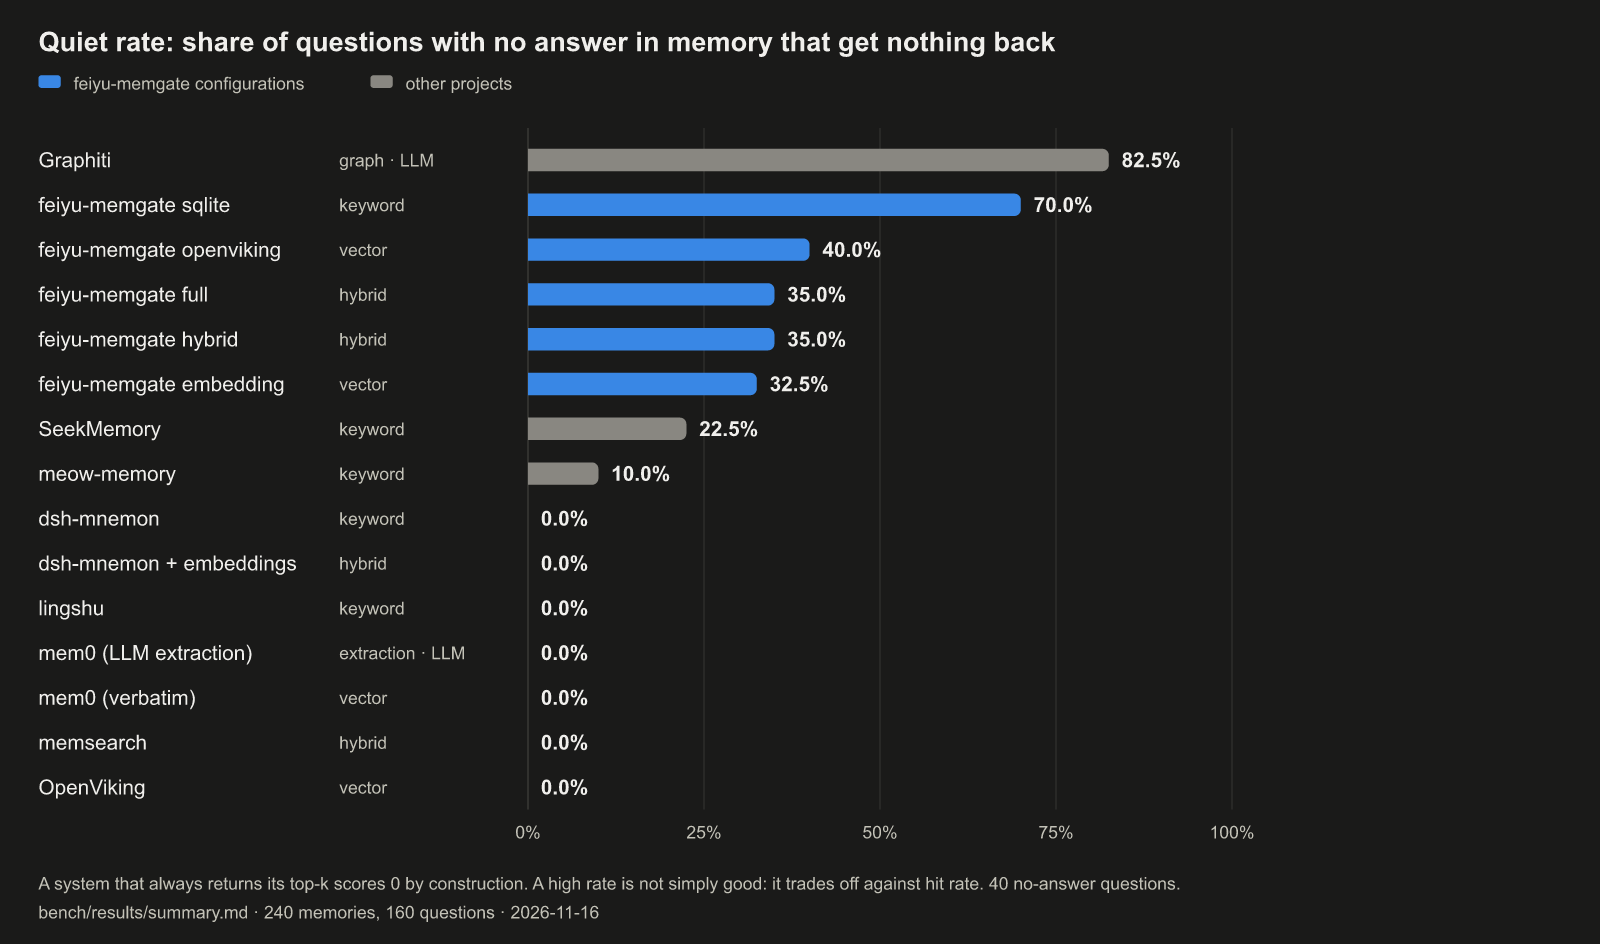 Quiet rate: share of questions with no answer in memory that get nothing back
feiyu-memgate configurations other projects
Graphiti graph · LLM 82.5%
feiyu-memgate sqlite keyword 70.0%
feiyu-memgate openviking vector 40.0%
feiyu-memgate full hybrid 35.0%
feiyu-memgate hybrid hybrid 35.0%
feiyu-memgate embedding vector 32.5%
SeekMemory keyword 22.5%
meow-memory keyword 10.0%
dsh-mnemon keyword 0.0%
dsh-mnemon + embeddings hybrid 0.0%
lingshu keyword 0.0%
mem0 (LLM extraction) extraction · LLM 0.0%
mem0 (verbatim) vector 0.0%
memsearch hybrid 0.0%
OpenViking vector 0.0%
0% 25% 50% 75% 100%
A system that always returns its top-k scores 0 by construction. A high rate is not simply good: it trades off against hit rate. 40 no-answer questions.
bench/results/summary.md · 240 memories, 160 questions · 2026-11-16